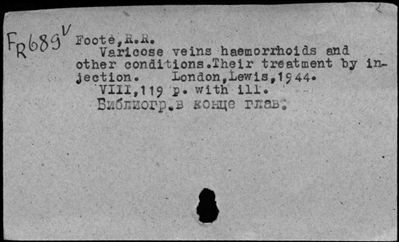 FR689V Foote, R.R.
Varicose veins haemorrhoids and
other conditions.Their treatment by in-
jection. London,Lewis,1944.
VIII,119 p. with ill.
Библиогр.в конце глав.